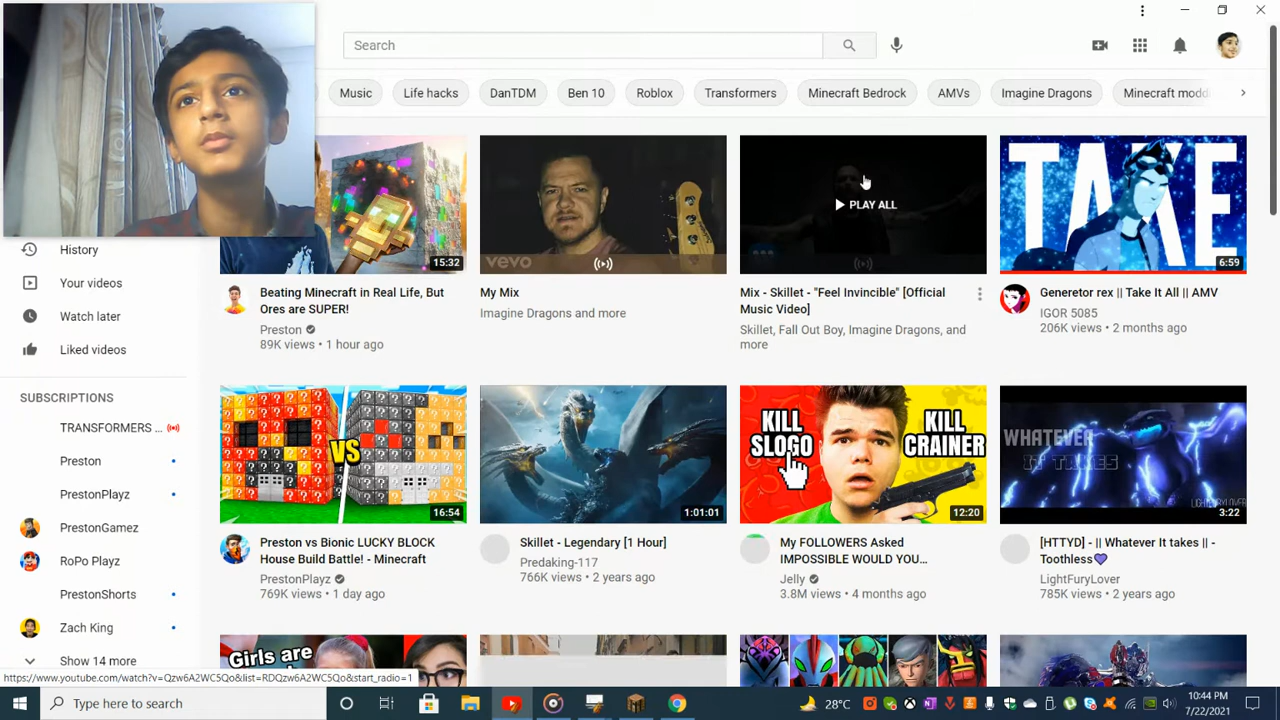 Search
Music
Life hacks
DanTDM
Ben 10
Roblox
Transformers
Minecraft Bedrock
AMVs
Imagine Dragons
Minecraft modd
History
Your videos
Watch later
Liked videos
SUBSCRIPTIONS
TRANSFORMERS ...
Preston
PrestonPlayz
PrestonGamez
RoPo Playz
PrestonShorts
Zach King
Show 14 more
15:32
Beating Minecraft in Real Life, But
Ores are SUPER!
Preston
89K views • 1 hour ago
vevo
My Mix
Imagine Dragons and more
PLAY ALL
Mix - Skillet - "Feel Invincible" [Official
Music Video]
Skillet, Fall Out Boy, Imagine Dragons, and
more
TAKE
6:59
Generetor rex || Take It All || AMV
IGOR 5085
206K views • 2 months ago
VS
16:54
Preston vs Bionic LUCKY BLOCK
House Build Battle! - Minecraft
PrestonPlayz
769K views • 1 day ago
1:01:01
Skillet - Legendary [1 Hour]
Predaking-117
766K views • 2 years ago
KILL
SLOGO
KILL
CRAINER
12:20
My FOLLOWERS Asked
IMPOSSIBLE WOULD YOU...
Jelly
3.8M views • 4 months ago
WHATEVER
IT TAKES
LIGHTFURYLOVER
3:22
[HTTYD] - || Whatever It takes || -
Toothless💜
LightFuryLover
785K views • 2 years ago
Girls are
https://www.youtube.com/watch?v=Qzw6A2WC5Qo&list=RDQzw6A2WC5Qo&start_radio=1
Type here to search
28°C
10:44 PM
7/22/2021